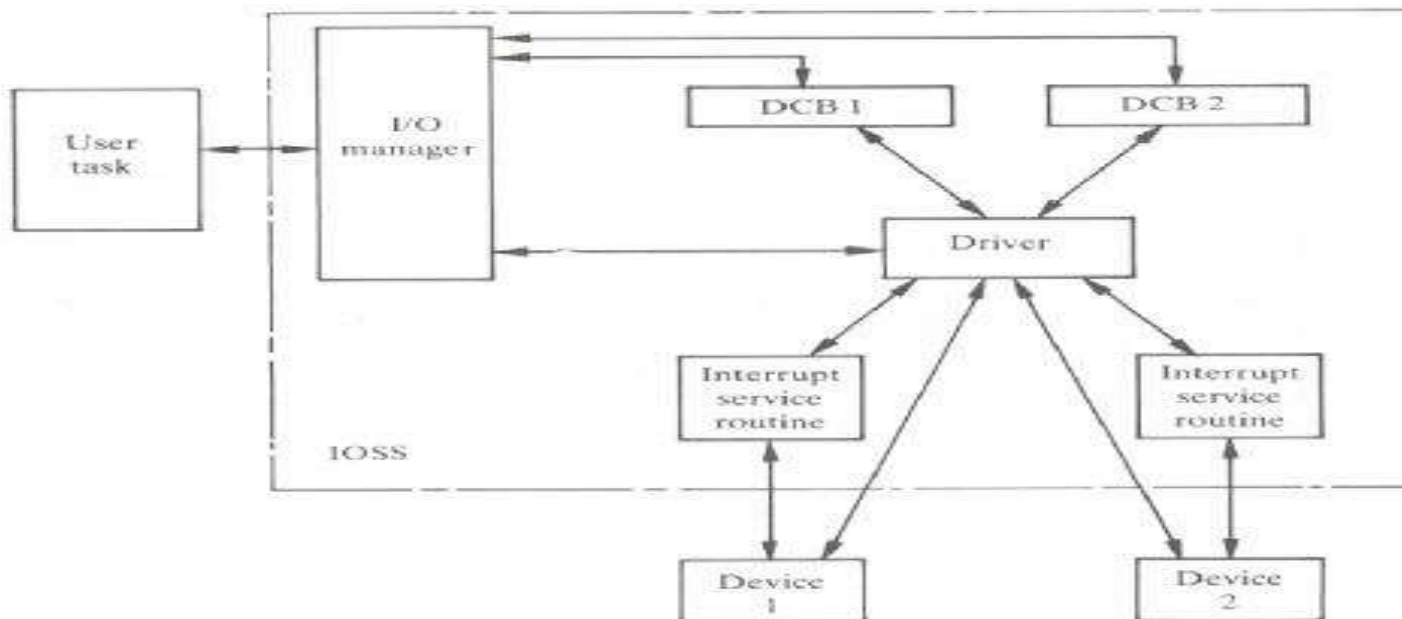 User
task
I/O
manager
DCB 1
DCB 2
Driver
Interrupt
service
routine
Interrupt
service
routine
IOSS
Device
1
Device
2